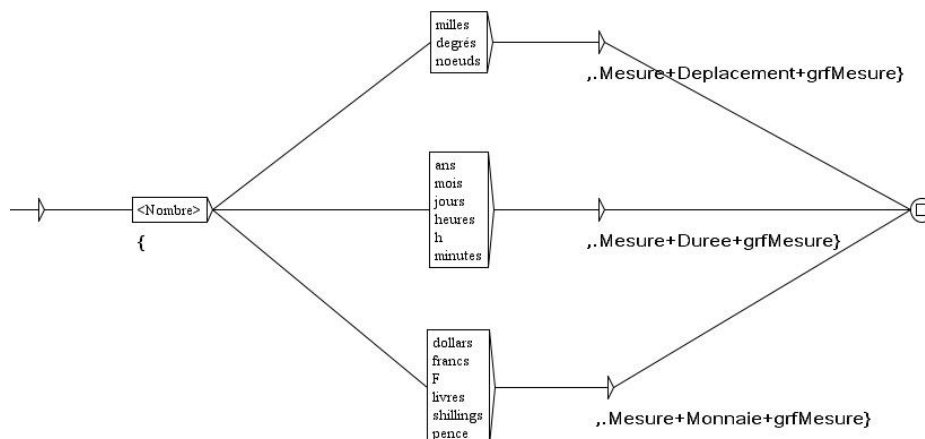 milles
degrés
noeuds
,.Mesure+Deplacement+grfMesure}
<Nombre>
{
ans
mois
jours
heures
h
minutes
,.Mesure+Duree+grfMesure}
dollars
francs
F
livres
shillings
pence
,.Mesure+Monnaie+grfMesure}